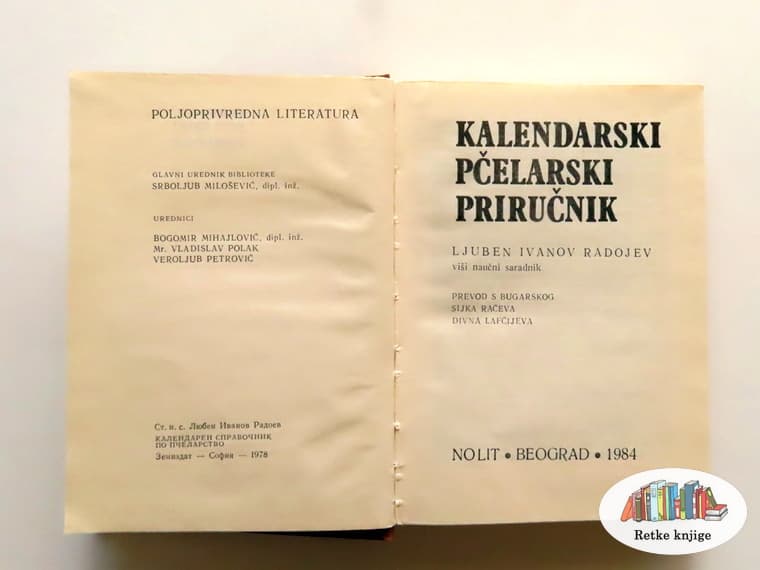 POLJOPRIVREDNA LITERATURA
GLAVNI UREDNIK BIBLIOTEKE
SRBOLJUB MILOŠEVIĆ, dipl. inž.
UREDNICI
BOGOMIR MIHAJLOVIĆ, dipl. inž.
Mr. VLADISLAV POLAK
VEROLJUB PETROVIĆ
Ст. н. с. Любен Иванов Радоев
КАЛЕНДАРЕН СПРАВОЧНИК
ПО ПЧЕЛАРСТВО
Земиздат — София — 1978
KALENDARSKI
PČELARSKI
PRIRUČNIK
LJUBEN IVANOV RADOJEV
viši naučni saradnik
PREVOD S BUGARSKOG
SIJKA RAČEVA
DIVNA LAFČIJEVA
NOLIT • BEOGRAD • 1984
Retke knjige